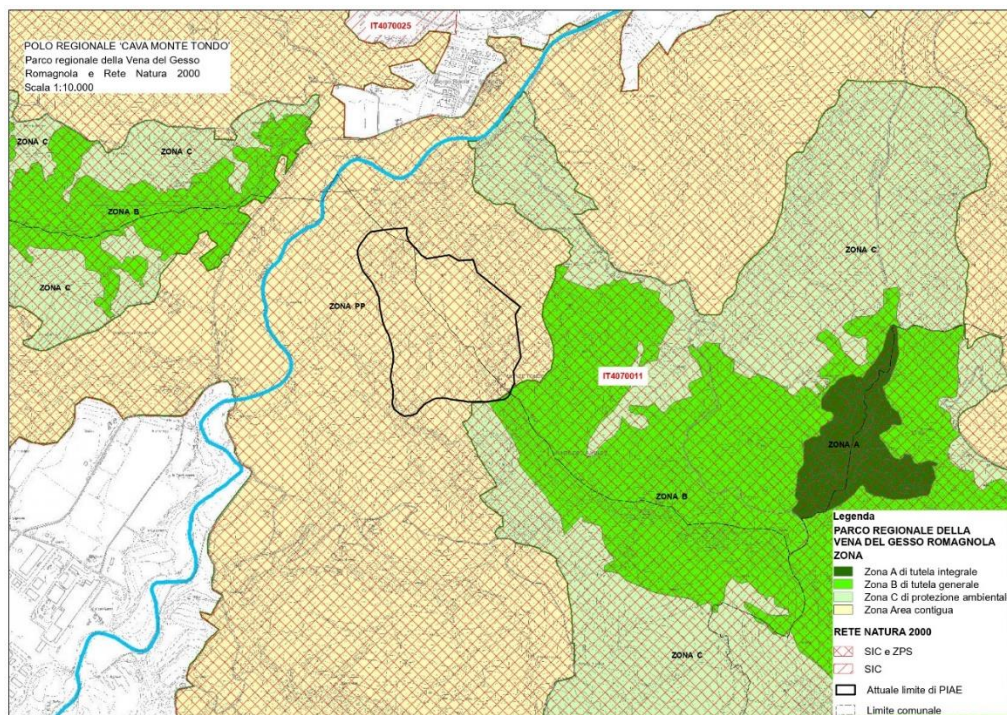 POLO REGIONALE 'CAVA MONTE TONDO'
Parco regionale della Vena del Gesso
Romagnola e Rete Natura 2000
Scala 1:10.000
IT4070025
ZONA C
ZONA C
ZONA B
ZONA C
ZONA C
ZONA PP
IT4070011
ZONA A
ZONA B
ZONA C
Legenda
PARCO REGIONALE DELLA
VENA DEL GESSO ROMAGNOLA
ZONA
Zona A di tutela integrale
Zona B di tutela generale
Zona C di protezione ambiental
Zona Area contigua
RETE NATURA 2000
SIC e ZPS
SIC
Attuale limite di PIAE
Limite comunale